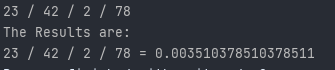 23 / 42 / 2 / 78
The Results are:
23 / 42 / 2 / 78 = 0.003510378510378511